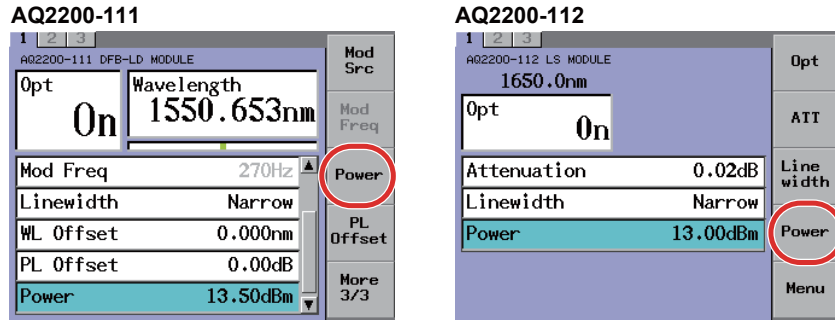 AQ2200-111
1 2 3
AQ2200-111 DFB-LD MODULE
Opt
On
Wavelength
1550.653nm
Mod Freq 270Hz
Linewidth Narrow
WL Offset 0.000nm
PL Offset 0.00dB
Power 13.50dBm
Mod
Src
Mod
Freq
Power
PL
Offset
More
3/3
AQ2200-112
1 2 3
AQ2200-112 LS MODULE
1650.0nm
Opt
On
Attenuation 0.02dB
Linewidth Narrow
Power 13.00dBm
Opt
ATT
Line
width
Power
Menu